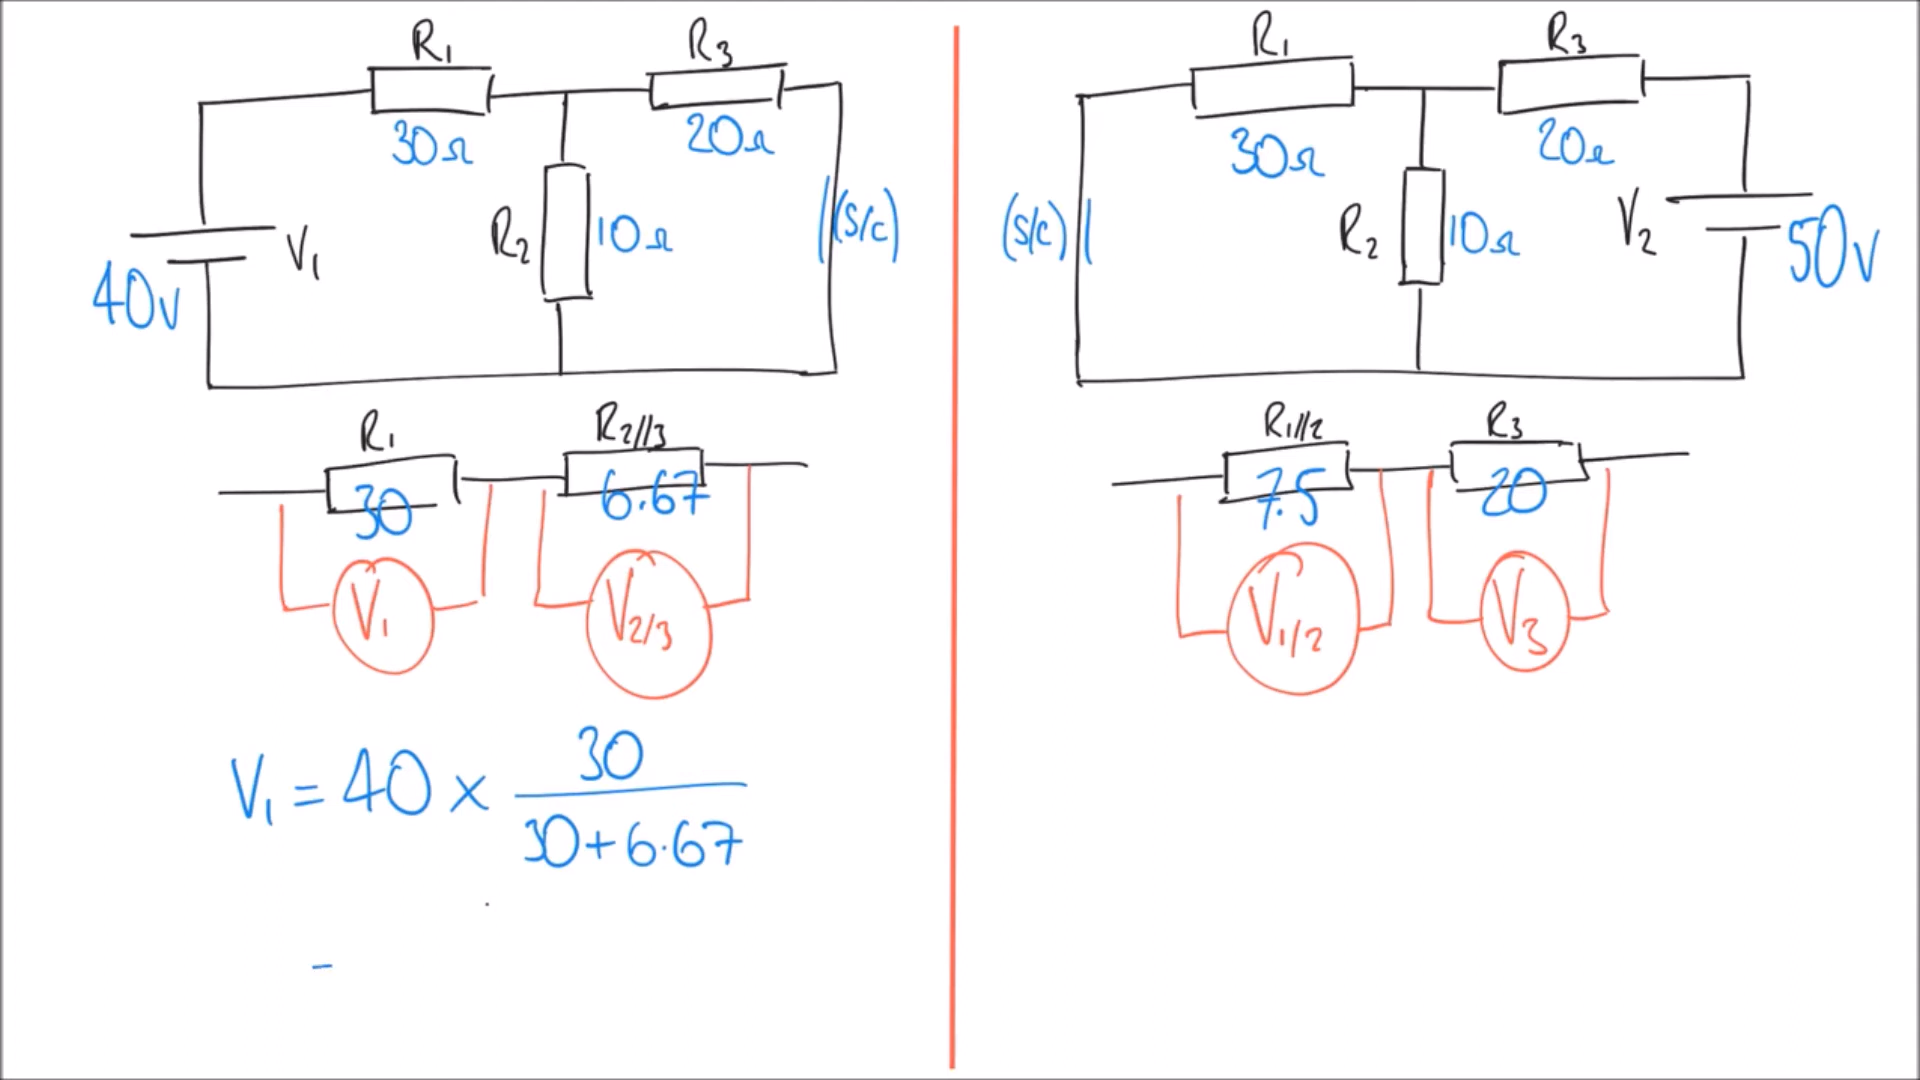 R1 R3
30Ω 20Ω
R2 10Ω (S/C)
V1
40V
R1 R2//3
30 6.67
V1 V2/3
V1 = 40 × 30
30+6.67
=
R1 R3
30Ω 20Ω
(S/C) R2 10Ω V2
50V
R1//2 R3
7.5 20
V1/2 V3